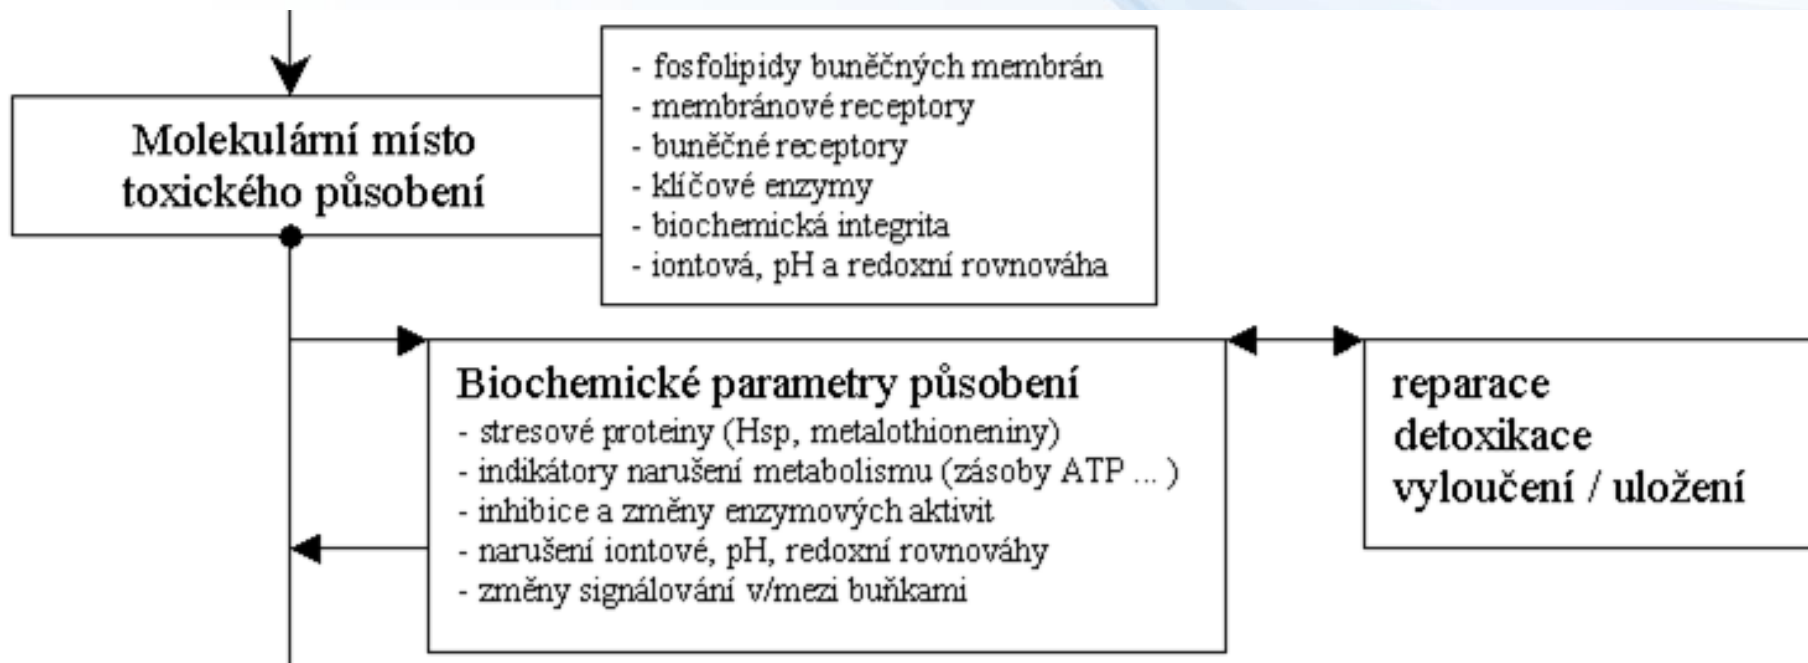 Molekulární místo
toxického působení
- fosfolipidy buněčných membrán
- membránové receptory
- buněčné receptory
- klíčové enzymy
- biochemická integrita
- iontová, pH a redoxní rovnováha
Biochemické parametry působení
- stresové proteiny (Hsp, metalothioneniny)
- indikátory narušení metabolismu (zásoby ATP ... )
- inhibice a změny enzymových aktivit
- narušení iontové, pH, redoxní rovnováhy
- změny signálování v/mezi buňkami
reparace
detoxikace
vyloučení / uložení